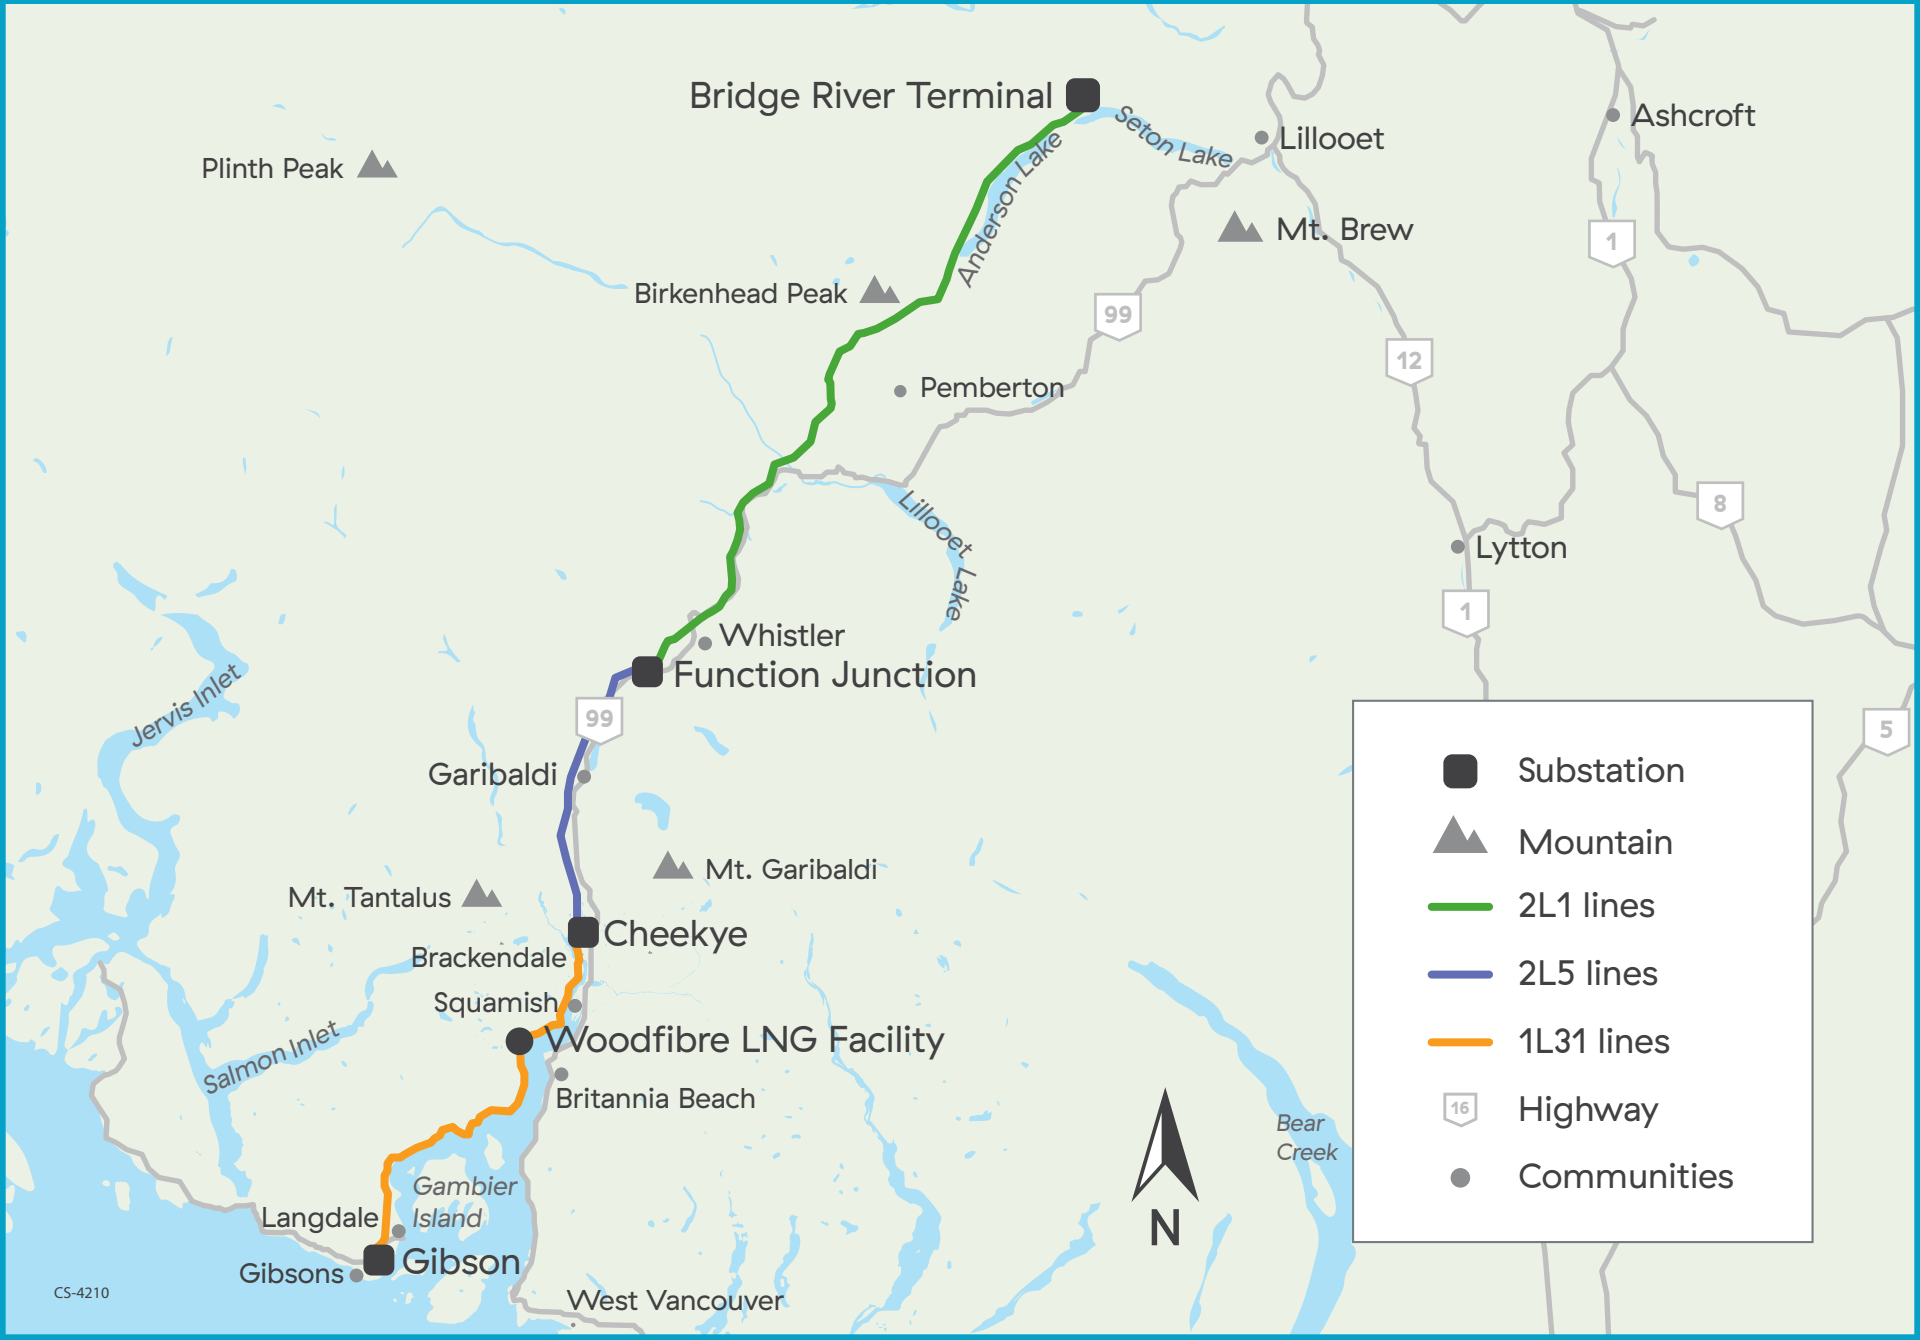 Bridge River Terminal
Seton Lake
Lillooet
Ashcroft
Plinth Peak
Anderson Lake
Mt. Brew
1
Birkenhead Peak
99
12
Pemberton
8
Lillooet Lake
Lytton
1
Whistler
Function Junction
Jervis Inlet
99
5
Garibaldi
Mt. Garibaldi
Mt. Tantalus
Cheekye
Brackendale
Squamish
Woodfibre LNG Facility
Salmon Inlet
Britannia Beach
Bear
Creek
Gambier
Island
Langdale
Gibson
Gibsons
West Vancouver
CS-4210
N
Substation
Mountain
2L1 lines
2L5 lines
1L31 lines
16
Highway
Communities